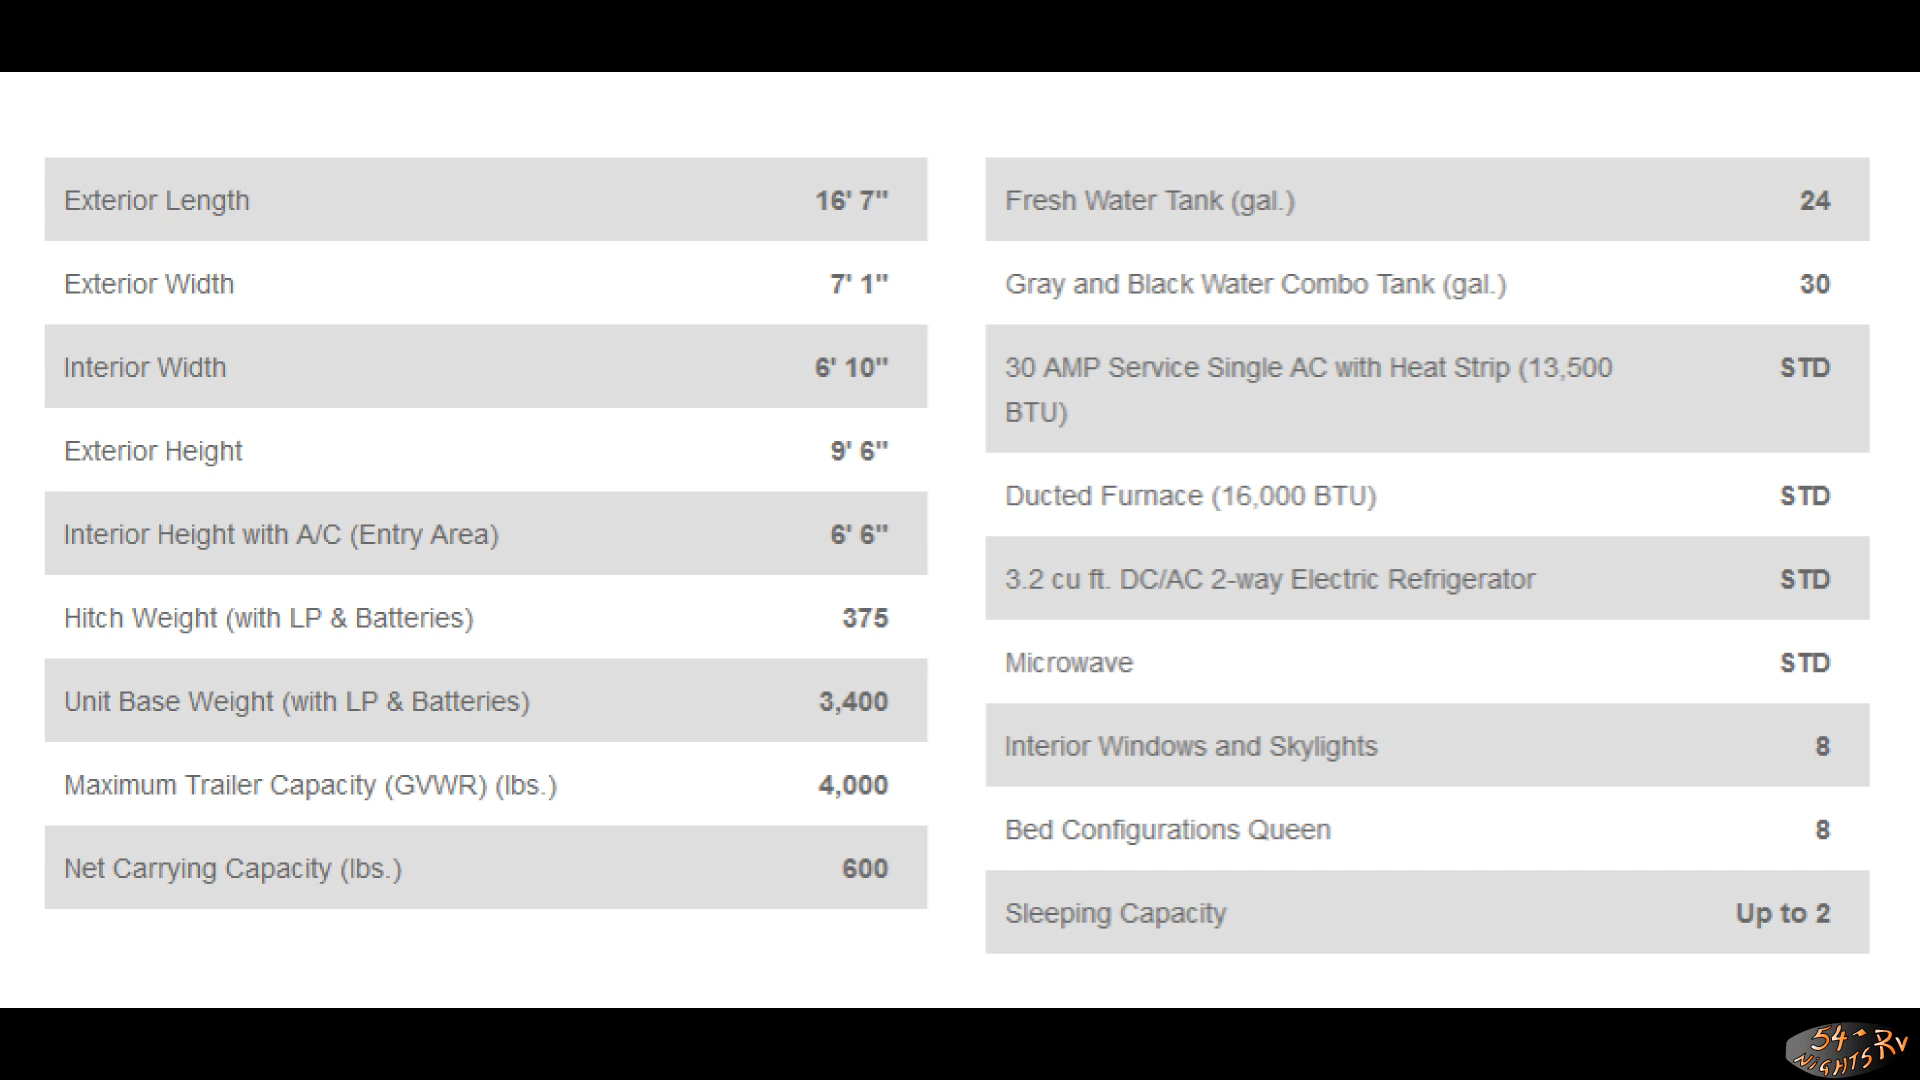 Exterior Length 16' 7"
Exterior Width 7' 1"
Interior Width 6' 10"
Exterior Height 9' 6"
Interior Height with A/C (Entry Area) 6' 6"
Hitch Weight (with LP & Batteries) 375
Unit Base Weight (with LP & Batteries) 3,400
Maximum Trailer Capacity (GVWR) (lbs.) 4,000
Net Carrying Capacity (lbs.) 600
Fresh Water Tank (gal.) 24
Gray and Black Water Combo Tank (gal.) 30
30 AMP Service Single AC with Heat Strip (13,500 STD
BTU)
Ducted Furnace (16,000 BTU) STD
3.2 cu ft. DC/AC 2-way Electric Refrigerator STD
Microwave STD
Interior Windows and Skylights 8
Bed Configurations Queen 8
Sleeping Capacity Up to 2
54 RV
NiGHTS